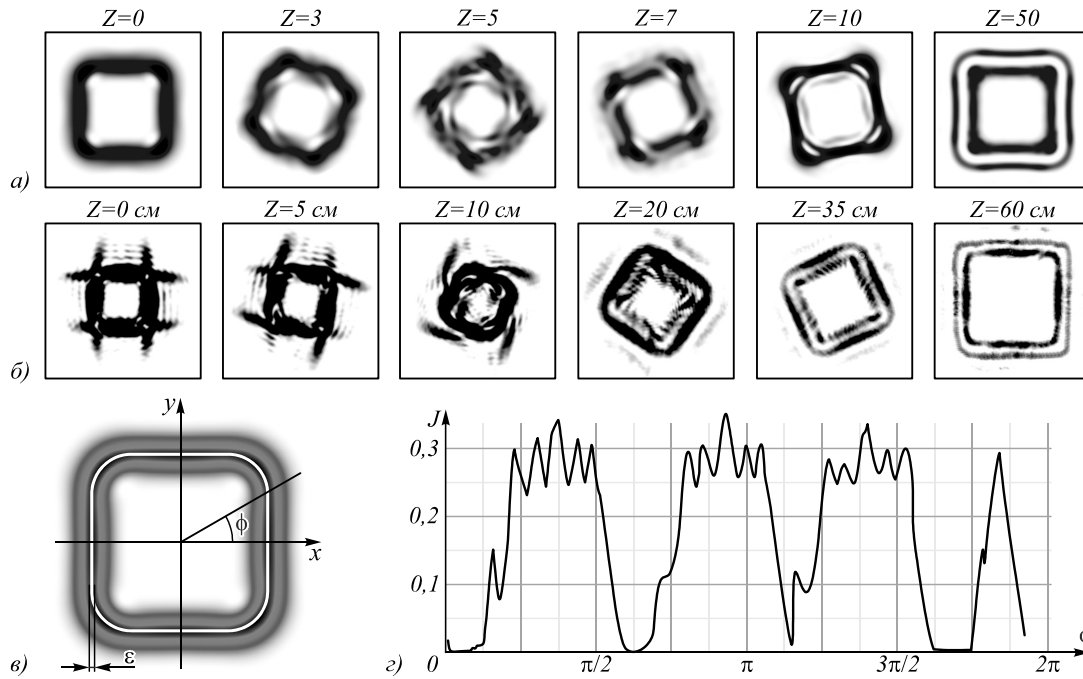 Z=0 Z=3 Z=5 Z=7 Z=10 Z=50
а)
Z=0 см Z=5 см Z=10 см Z=20 см Z=35 см Z=60 см
б)
y
ϕ
x
ε
в)
J
0,3
0,2
0,1
0 π/2 π 3π/2 2π
г)